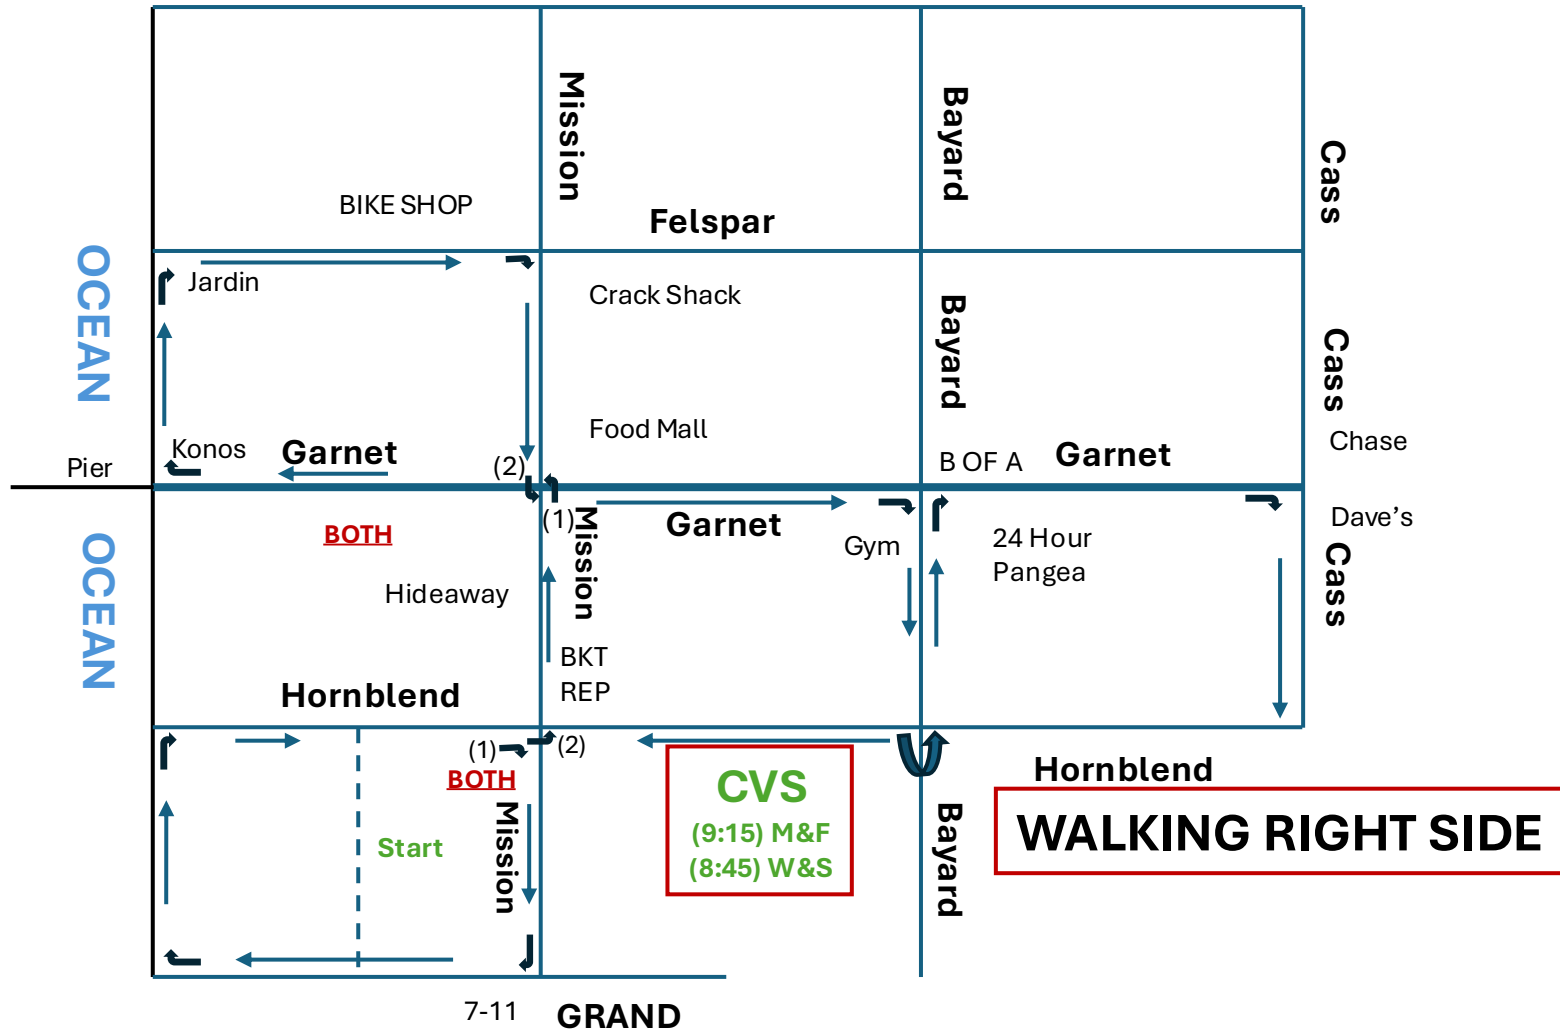 Mission
Bayard
Cass
BIKE SHOP
Felspar
OCEAN
Jardin
Crack Shack
Bayard
Cass
Food Mall
Konos
Garnet
Pier
(2)
B OF A
Garnet
Chase
(1)
Mission
Garnet
Dave's
BOTH
Gym
24 Hour
Pangea
Cass
OCEAN
Hideaway
BKT
REP
Hornblend
(1)
(2)
BOTH
CVS
(9:15) M&F
(8:45) W&S
Hornblend
Mission
Start
Bayard
WALKING RIGHT SIDE
7-11
GRAND